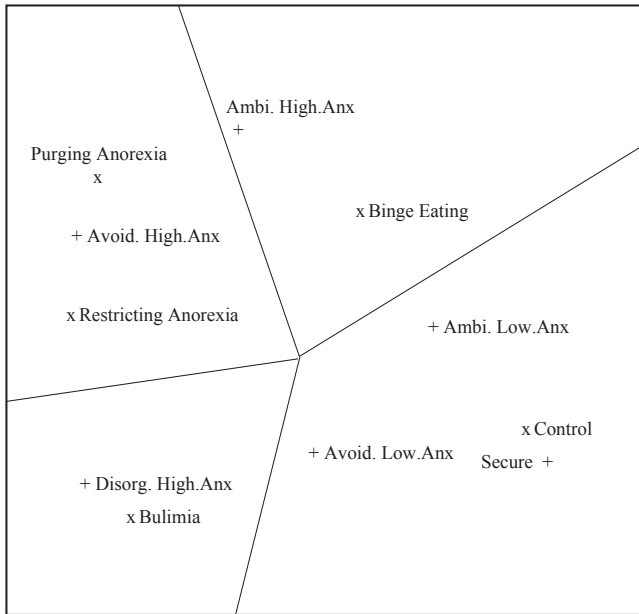 Ambi. High.Anx
+
Purging Anorexia
x
x Binge Eating
+ Avoid. High.Anx
x Restricting Anorexia
+ Ambi. Low.Anx
x Control
+ Avoid. Low.Anx
Secure +
+ Disorg. High.Anx
x Bulimia